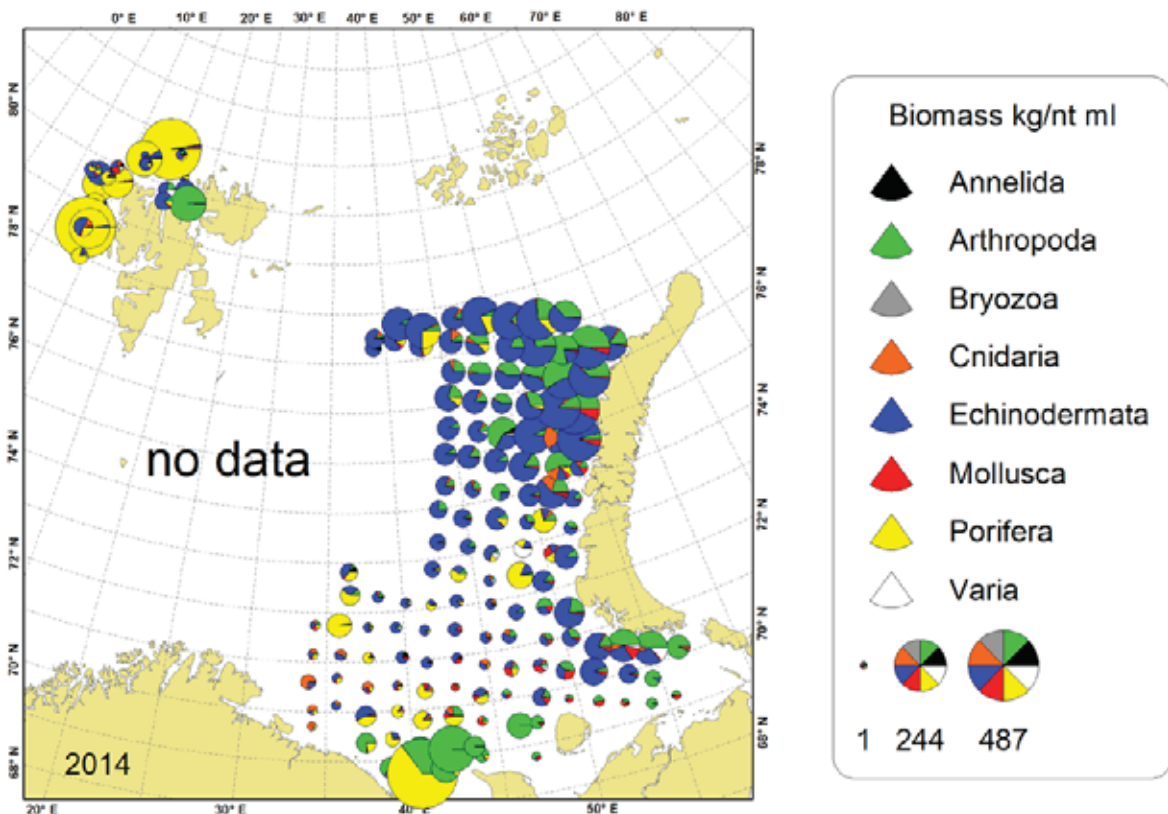 0° E 10° E 20° E 30° E 40° E 50° E 60° E 70° E 80° E
80° N
78° N
76° N
74° N
72° N
70° N
68° N
78° N
76° N
74° N
72° N
70° N
68° N
no data
2014
20° E 30° E 40° E 50° E
Biomass kg/nt ml
Annelida
Arthropoda
Bryozoa
Cnidaria
Echinodermata
Mollusca
Porifera
Varia
1 244 487